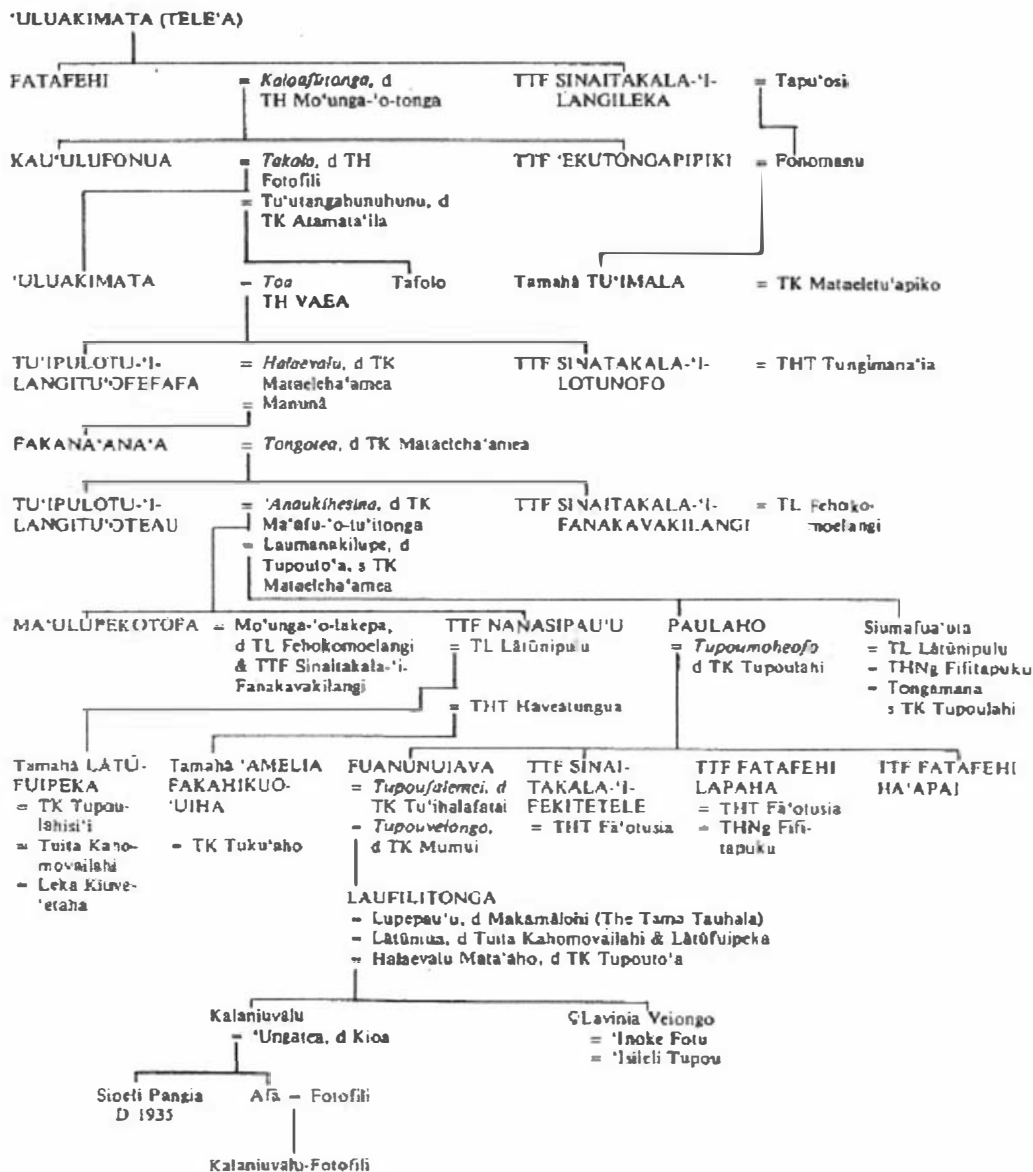 'ULUAKIMATA (TELE'A)
FATAFEHI = Kaloafutonga, d TTF SINAITAKALA-'I- = Tapu'osi
TH Mo'unga-'o-tonga LANGILEKA
KAU'ULUFONUA = Takala, d TH TTF 'EKUTONGAPIPIKI = Fonomanu
Fotofili
= Tu'utangahunuhunu, d
TK Atamata'ila
'ULUAKIMATA = Toa Tafolo Tamahā TU'IMALA = TK Mataeletu'apiko
TH VAEA
TU'IPULOTU-'I- = Halaevalu, d TK TTF SINATAKALA-'I- = THT Tungimana'ia
LANGITU'OFEFAFA Mataelcha'amea LOTUNOFO
= Manunā
FAKANA'ANA'A = Tongotea, d TK Mataelcha'amea
TU'IPULOTU-'I- = 'Anaukihesina, d TK TTF SINAITAKALA-'I- = TL Fehoko-
LANGITU'OTEAU Ma'afu-'o-tu'itonga FANAKAVAKILANGI moelangi
= Laumanakilupe, d
Tupouto'a, s TK
Mataelcha'amea
MA'ULUPEKOTOFA = Mo'unga-'o-lakepa, TTF NANASIPAU'U PAULAHO Siumafua'uta
d TL Fehokomoelangi = TL Lātūnipulu = Tupoumoheofo = TL Lātūnipulu
& TTF Sinaitakala-'i- d TK Tupoulahi = THNg Fifitapuku
Fanakavakilangi = Tongamana
= THT Haveatungua s TK Tupoulahi
Tamahā LĀTŪ- Tamahā 'AMELIA FUANUNUIAVA TTF SINAI- TTF FATAFEHI TTF FATAFEHI
FUIPEKA FAKAHIKUO- = Tupoufalemei, d TAKALA-'I- LAPAHA HA'APAI
= TK Tupou- 'UIHA TK Tu'ihalafatai FEKITETELE = THT Fā'otusia
lahisi'i = TK Tuku'aho = Tupouvelongo, = THT Fā'otusia = THNg Fifi-
= Tuita Kaho- d TK Mumui tapuku
movailahi
= Leka Kiuve-
'etaha
LAUFILITONGA
= Lupepau'u, d Makamālohi (The Tama Tauhala)
= Lātūniua, d Tuita Kahomovailahi & Lātūfuipeka
= Halaevalu Mata'aho, d TK Tupouto'a
Kalaniuvalu Lavinia Veiongo
= 'Ungatea, d Kioa = 'Inoke Fotu
= 'Isileli Tupou
Sioeli Pangia Afā = Fotofili
D 1935
Kalaniuvalu-Fotofili